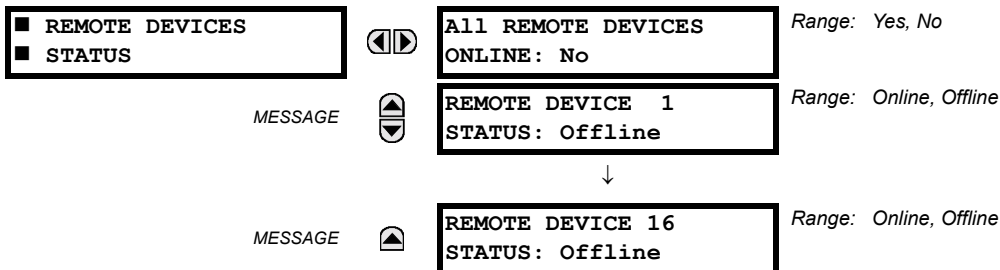 ■ REMOTE DEVICES
■ STATUS
All REMOTE DEVICES
ONLINE: No
Range: Yes, No
MESSAGE
REMOTE DEVICE 1
STATUS: Offline
Range: Online, Offline
↓
MESSAGE
REMOTE DEVICE 16
STATUS: Offline
Range: Online, Offline